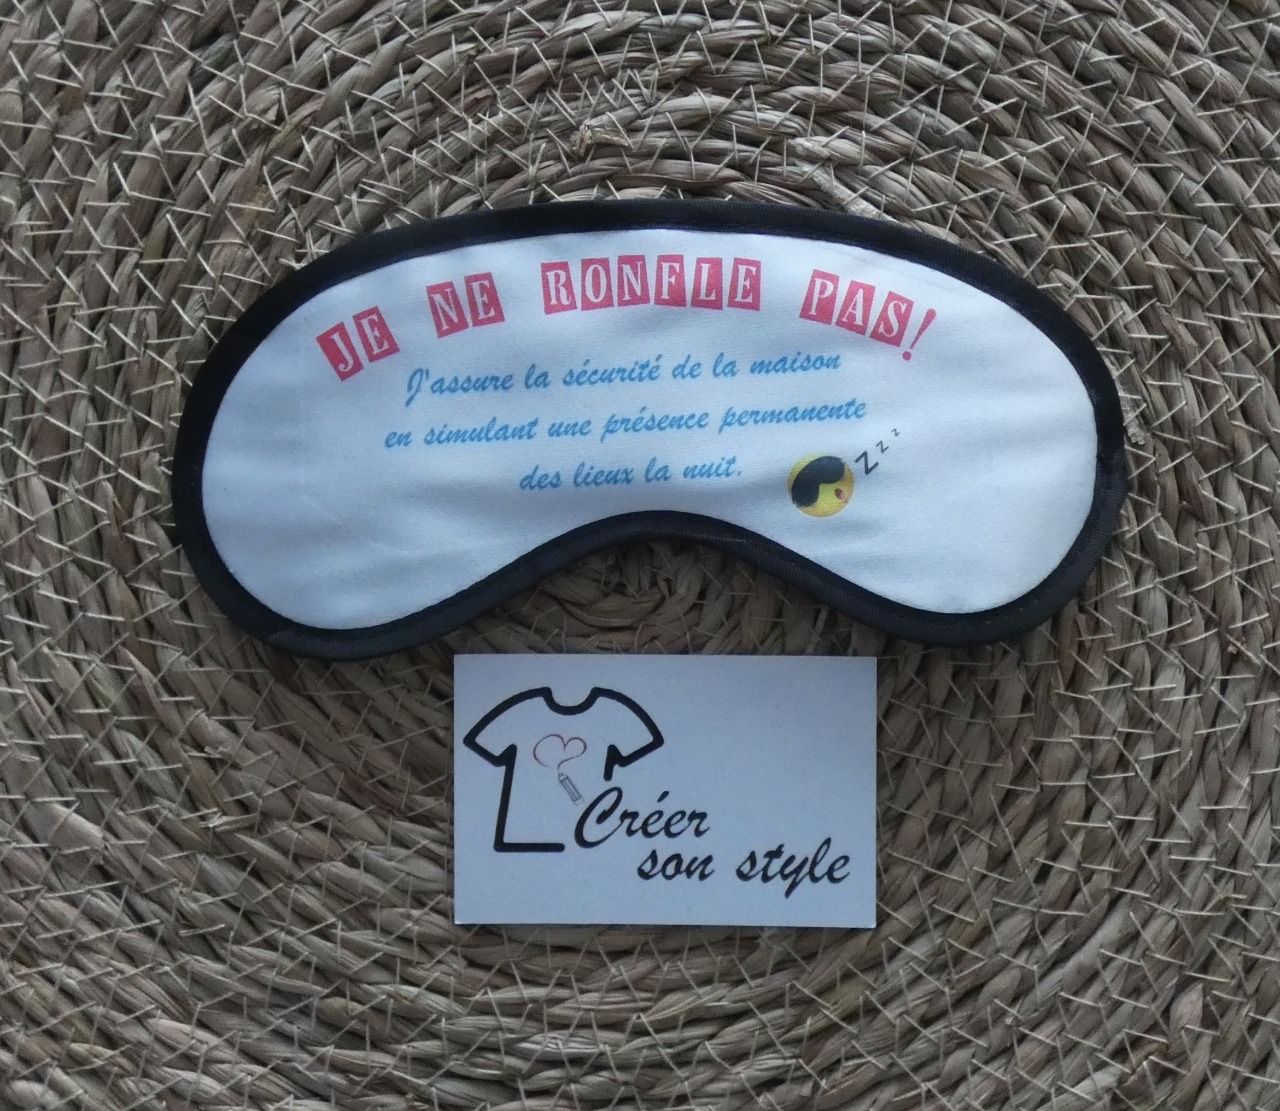 JE NE RONFLE PAS!
J'assure la sécurité de la maison
en simulant une présence permanente
des lieux la nuit.
Z z z
Créer
son style